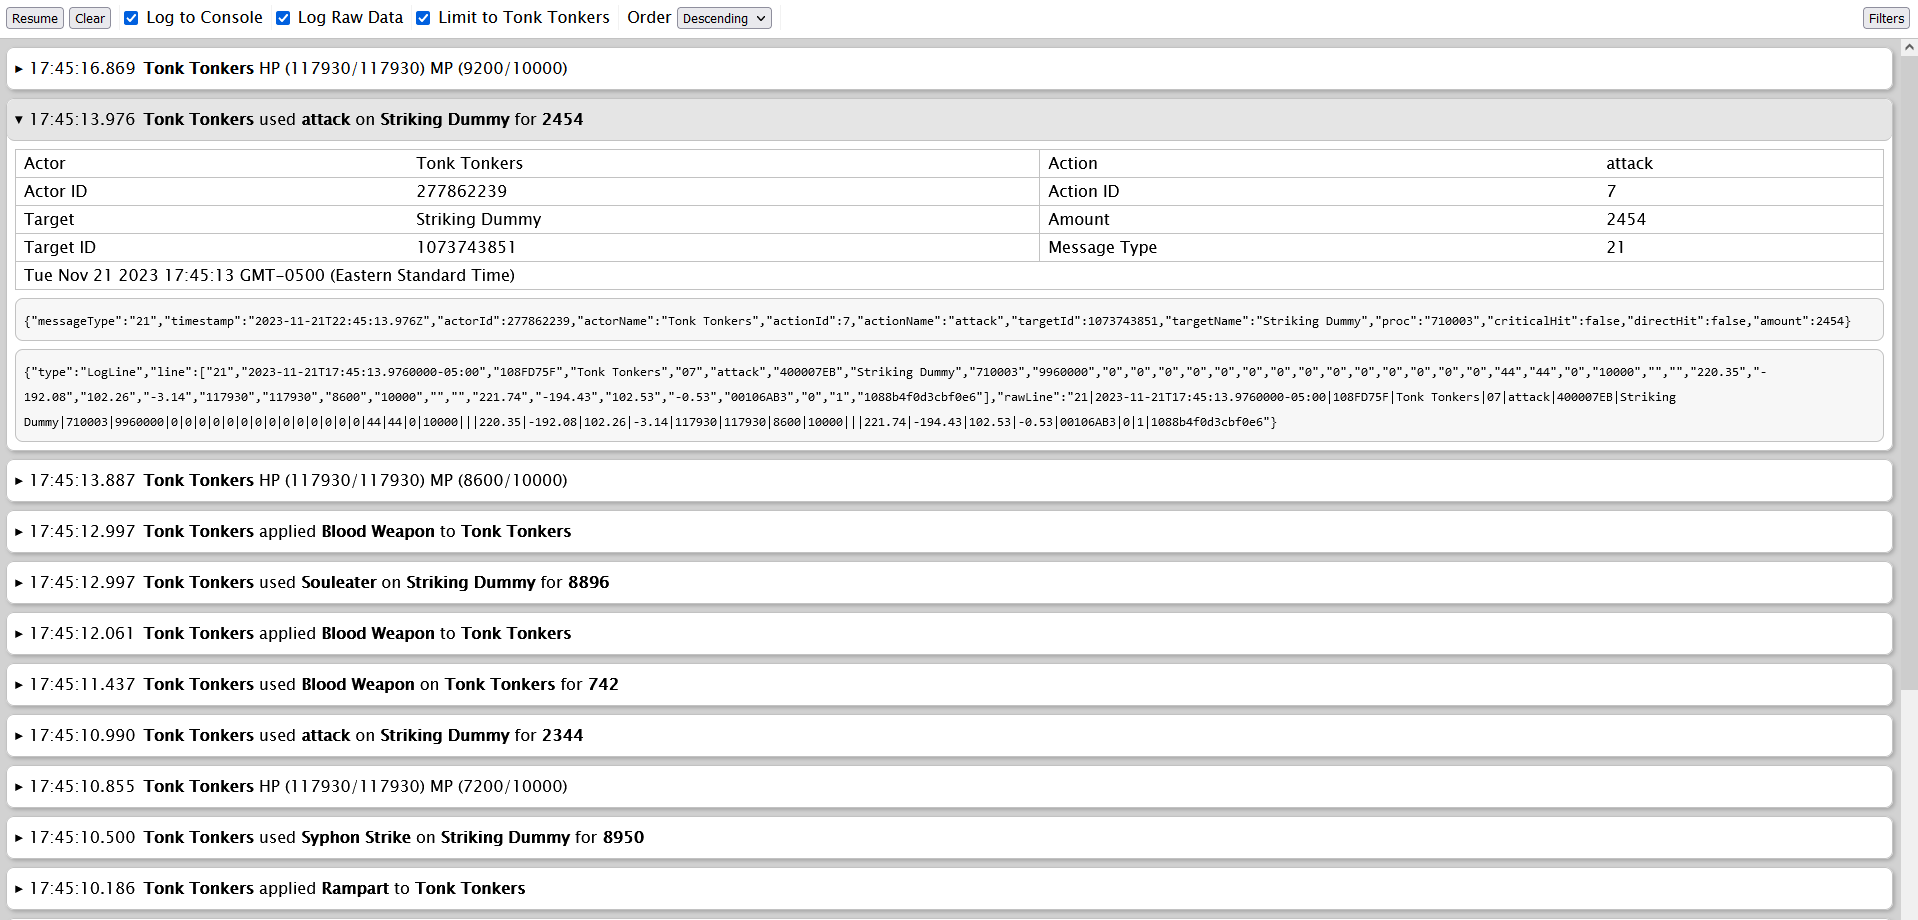 Resume Clear Log to Console Log Raw Data Limit to Tonk Tonkers Order Descending Filters
17:45:16.869 Tonk Tonkers HP (117930/117930) MP (9200/10000)
17:45:13.976 Tonk Tonkers used attack on Striking Dummy for 2454
Actor Tonk Tonkers Action attack
Actor ID 277862239 Action ID 7
Target Striking Dummy Amount 2454
Target ID 1073743851 Message Type 21
Tue Nov 21 2023 17:45:13 GMT-0500 (Eastern Standard Time)
{"messageType":"21","timestamp":"2023-11-21T22:45:13.976Z","actorId":277862239,"actorName":"Tonk Tonkers","actionId":7,"actionName":"attack","targetId":1073743851,"targetName":"Striking Dummy","proc":"710003","criticalHit":false,"directHit":false,"amount":2454}
{"type":"LogLine","line":["21","2023-11-21T17:45:13.9760000-05:00","108FD75F","Tonk Tonkers","07","attack","400007EB","Striking Dummy","710003","9960000","0","0","0","0","0","0","0","0","0","0","0","0","0","0","44","44","0","10000","","","220.35","-
192.08","102.26","-3.14","117930","117930","8600","10000","","","221.74","-194.43","102.53","-0.53","00106AB3","0","1","1088b4f0d3cbf0e6"],"rawLine":"21|2023-11-21T17:45:13.9760000-05:00|108FD75F|Tonk Tonkers|07|attack|400007EB|Striking
Dummy|710003|9960000|0|0|0|0|0|0|0|0|0|0|0|0|0|0|44|44|0|10000|||220.35|-192.08|102.26|-3.14|117930|117930|8600|10000|||221.74|-194.43|102.53|-0.53|00106AB3|0|1|1088b4f0d3cbf0e6"}
17:45:13.887 Tonk Tonkers HP (117930/117930) MP (8600/10000)
17:45:12.997 Tonk Tonkers applied Blood Weapon to Tonk Tonkers
17:45:12.997 Tonk Tonkers used Souleater on Striking Dummy for 8896
17:45:12.061 Tonk Tonkers applied Blood Weapon to Tonk Tonkers
17:45:11.437 Tonk Tonkers used Blood Weapon on Tonk Tonkers for 742
17:45:10.990 Tonk Tonkers used attack on Striking Dummy for 2344
17:45:10.855 Tonk Tonkers HP (117930/117930) MP (7200/10000)
17:45:10.500 Tonk Tonkers used Syphon Strike on Striking Dummy for 8950
17:45:10.186 Tonk Tonkers applied Rampart to Tonk Tonkers